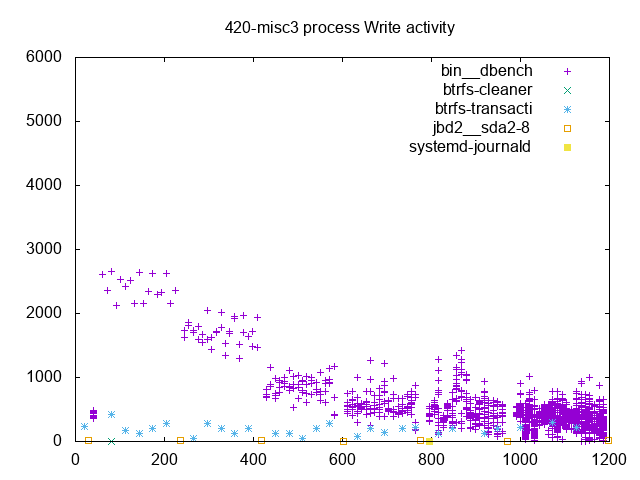 420-misc3 process Write activity
6000
5000
4000
3000
2000
1000
0
bin__dbench
btrfs-cleaner
btrfs-transacti
jbd2__sda2-8
systemd-journald
0 200 400 600 800 1000 1200